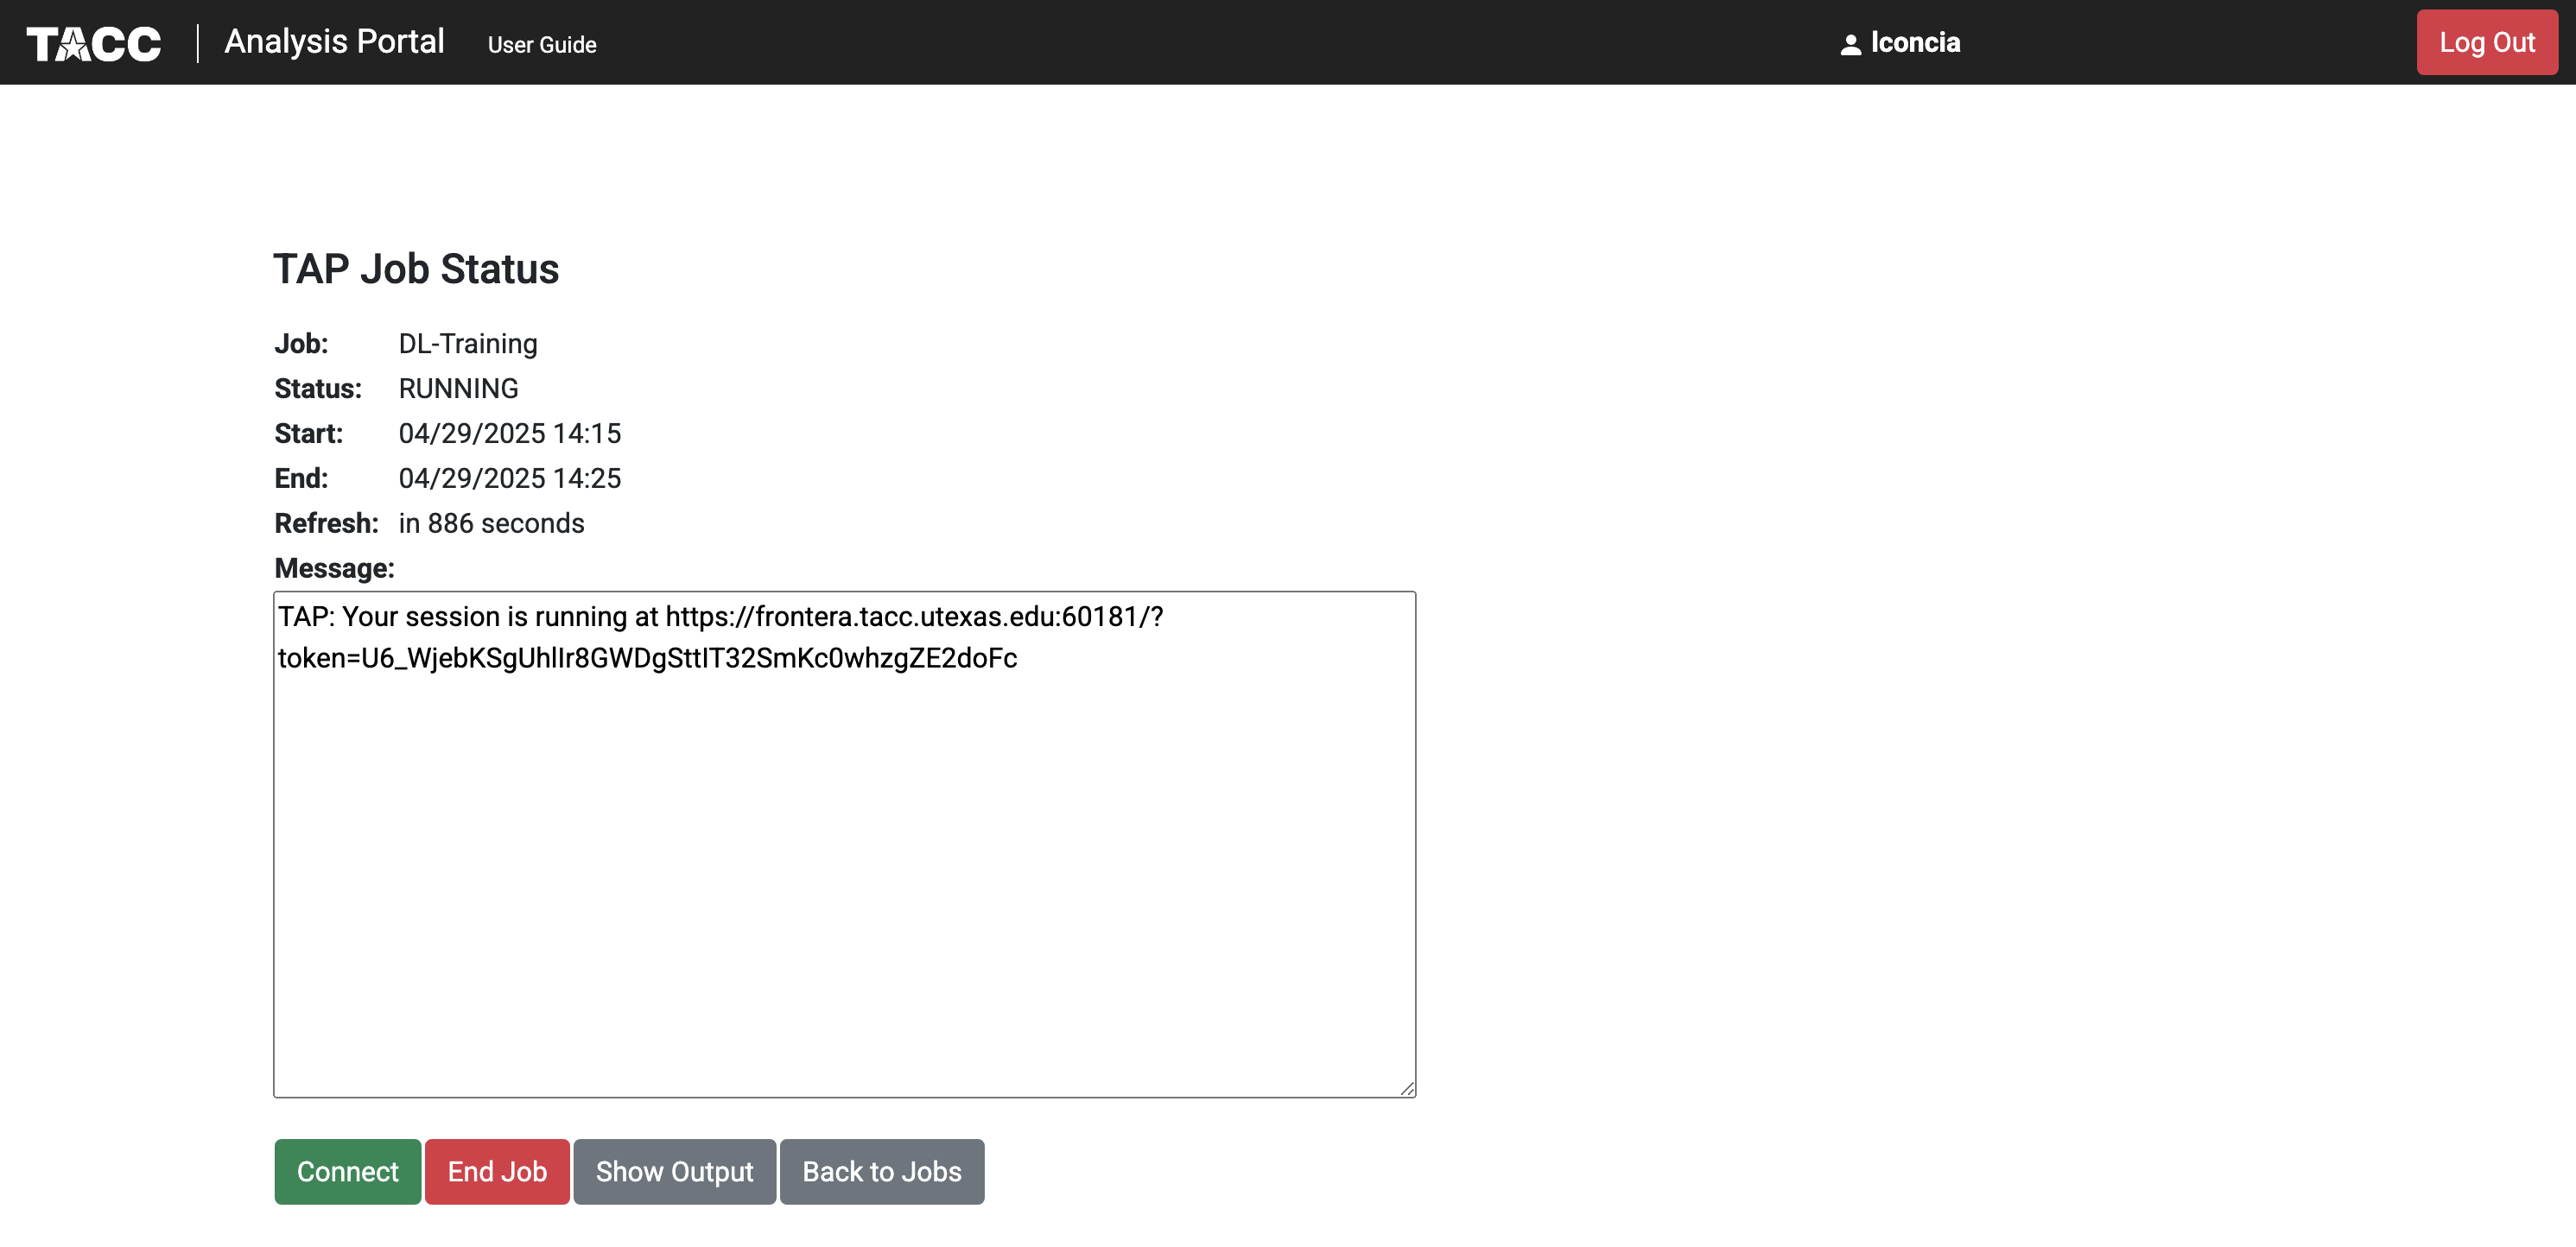 TACC Analysis Portal User Guide lconcia Log Out
TAP Job Status
Job: DL-Training
Status: RUNNING
Start: 04/29/2025 14:15
End: 04/29/2025 14:25
Refresh: in 886 seconds
Message:
TAP: Your session is running at https://frontera.tacc.utexas.edu:60181/?
token=U6_WjebKSgUhlIr8GWDgSttIT32SmKc0whzgZE2doFc
Connect End Job Show Output Back to Jobs